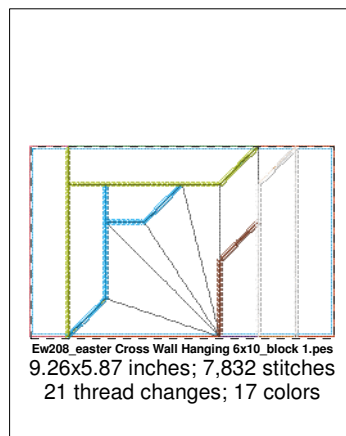 Ew208_easter Cross Wall Hanging 6x10_block 1.pes
9.26x5.87 inches; 7,832 stitches
21 thread changes; 17 colors